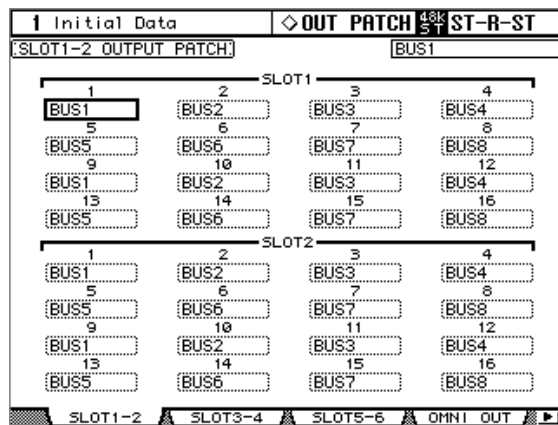 1 Initial Data ◇OUT PATCH 48k ST ST-R-ST
SLOT1-2 OUTPUT PATCH BUS1
SLOT1
1 2 3 4
BUS1 BUS2 BUS3 BUS4
5 6 7 8
BUS5 BUS6 BUS7 BUS8
9 10 11 12
BUS1 BUS2 BUS3 BUS4
13 14 15 16
BUS5 BUS6 BUS7 BUS8
SLOT2
1 2 3 4
BUS1 BUS2 BUS3 BUS4
5 6 7 8
BUS5 BUS6 BUS7 BUS8
9 10 11 12
BUS1 BUS2 BUS3 BUS4
13 14 15 16
BUS5 BUS6 BUS7 BUS8
SLOT1-2 SLOT3-4 SLOT5-6 OMNI OUT